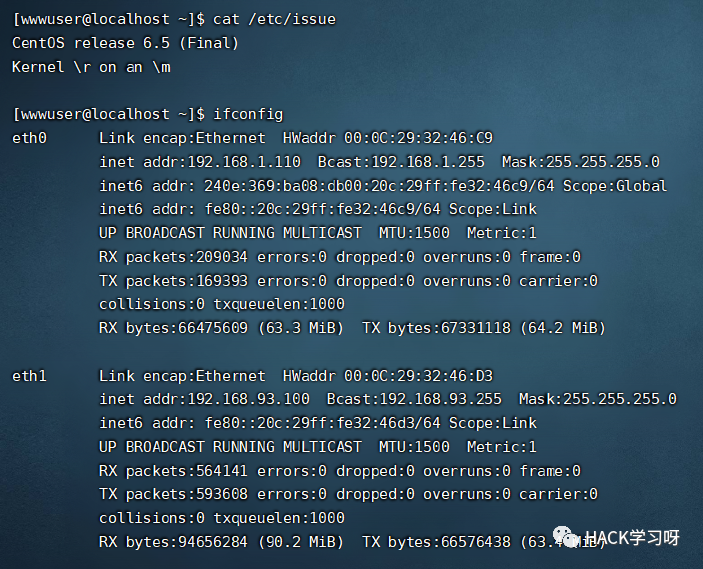 [wwwuser@localhost ~]$ cat /etc/issue
CentOS release 6.5 (Final)
Kernel \r on an \m
[wwwuser@localhost ~]$ ifconfig
eth0 Link encap:Ethernet HWaddr 00:0C:29:32:46:C9
inet addr:192.168.1.110 Bcast:192.168.1.255 Mask:255.255.255.0
inet6 addr: 240e:369:ba08:db00:20c:29ff:fe32:46c9/64 Scope:Global
inet6 addr: fe80::20c:29ff:fe32:46c9/64 Scope:Link
UP BROADCAST RUNNING MULTICAST MTU:1500 Metric:1
RX packets:209034 errors:0 dropped:0 overruns:0 frame:0
TX packets:169393 errors:0 dropped:0 overruns:0 carrier:0
collisions:0 txqueuelen:1000
RX bytes:66475609 (63.3 MiB) TX bytes:67331118 (64.2 MiB)
eth1 Link encap:Ethernet HWaddr 00:0C:29:32:46:D3
inet addr:192.168.93.100 Bcast:192.168.93.255 Mask:255.255.255.0
inet6 addr: fe80::20c:29ff:fe32:46d3/64 Scope:Link
UP BROADCAST RUNNING MULTICAST MTU:1500 Metric:1
RX packets:564141 errors:0 dropped:0 overruns:0 frame:0
TX packets:593608 errors:0 dropped:0 overruns:0 carrier:0
collisions:0 txqueuelen:1000
RX bytes:94656284 (90.2 MiB) TX bytes:66576438
HACK学习呀